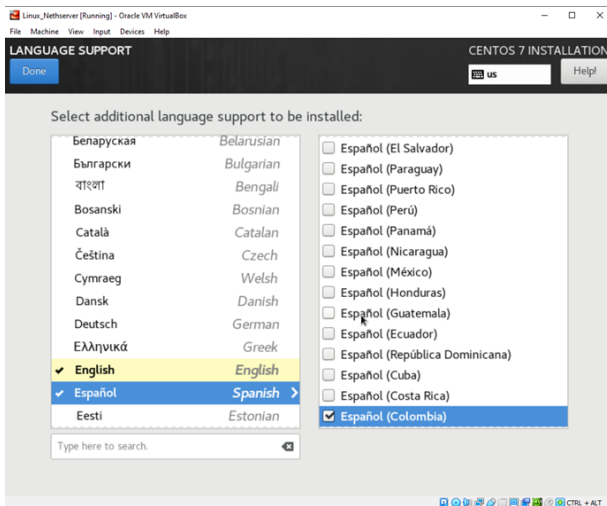 Linux_Nethserver [Running] - Oracle VM VirtualBox
File Machine View Input Devices Help
LANGUAGE SUPPORT
CENTOS 7 INSTALLATION
Done
us
Help!
Select additional language support to be installed:
Беларуская Belarusian
Български Bulgarian
বাংলা Bengali
Bosanski Bosnian
Català Catalan
Čeština Czech
Cymraeg Welsh
Dansk Danish
Deutsch German
Ελληνικά Greek
English English
Español Spanish
Eesti Estonian
Type here to search.
Español (El Salvador)
Español (Paraguay)
Español (Puerto Rico)
Español (Perú)
Español (Panamá)
Español (Nicaragua)
Español (México)
Español (Honduras)
Español (Guatemala)
Español (Ecuador)
Español (República Dominicana)
Español (Cuba)
Español (Costa Rica)
Español (Colombia)
CTRL + ALT